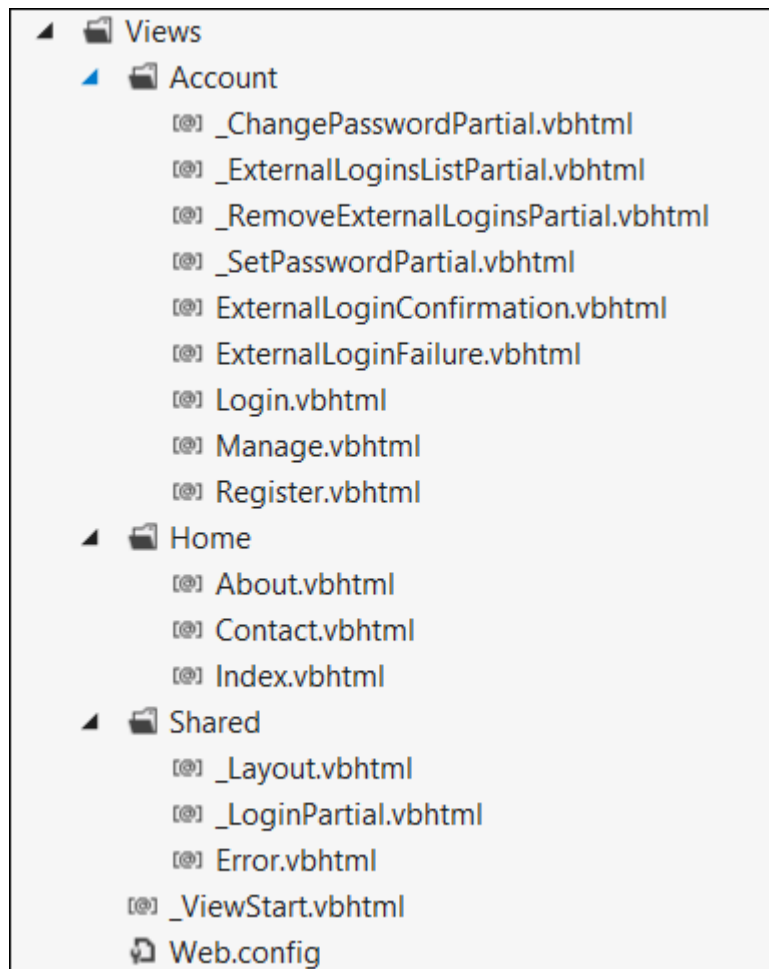 Views
Account
_ChangePasswordPartial.vbhtml
_ExternalLoginsListPartial.vbhtml
_RemoveExternalLoginsPartial.vbhtml
_SetPasswordPartial.vbhtml
ExternalLoginConfirmation.vbhtml
ExternalLoginFailure.vbhtml
Login.vbhtml
Manage.vbhtml
Register.vbhtml
Home
About.vbhtml
Contact.vbhtml
Index.vbhtml
Shared
_Layout.vbhtml
_LoginPartial.vbhtml
Error.vbhtml
_ViewStart.vbhtml
Web.config